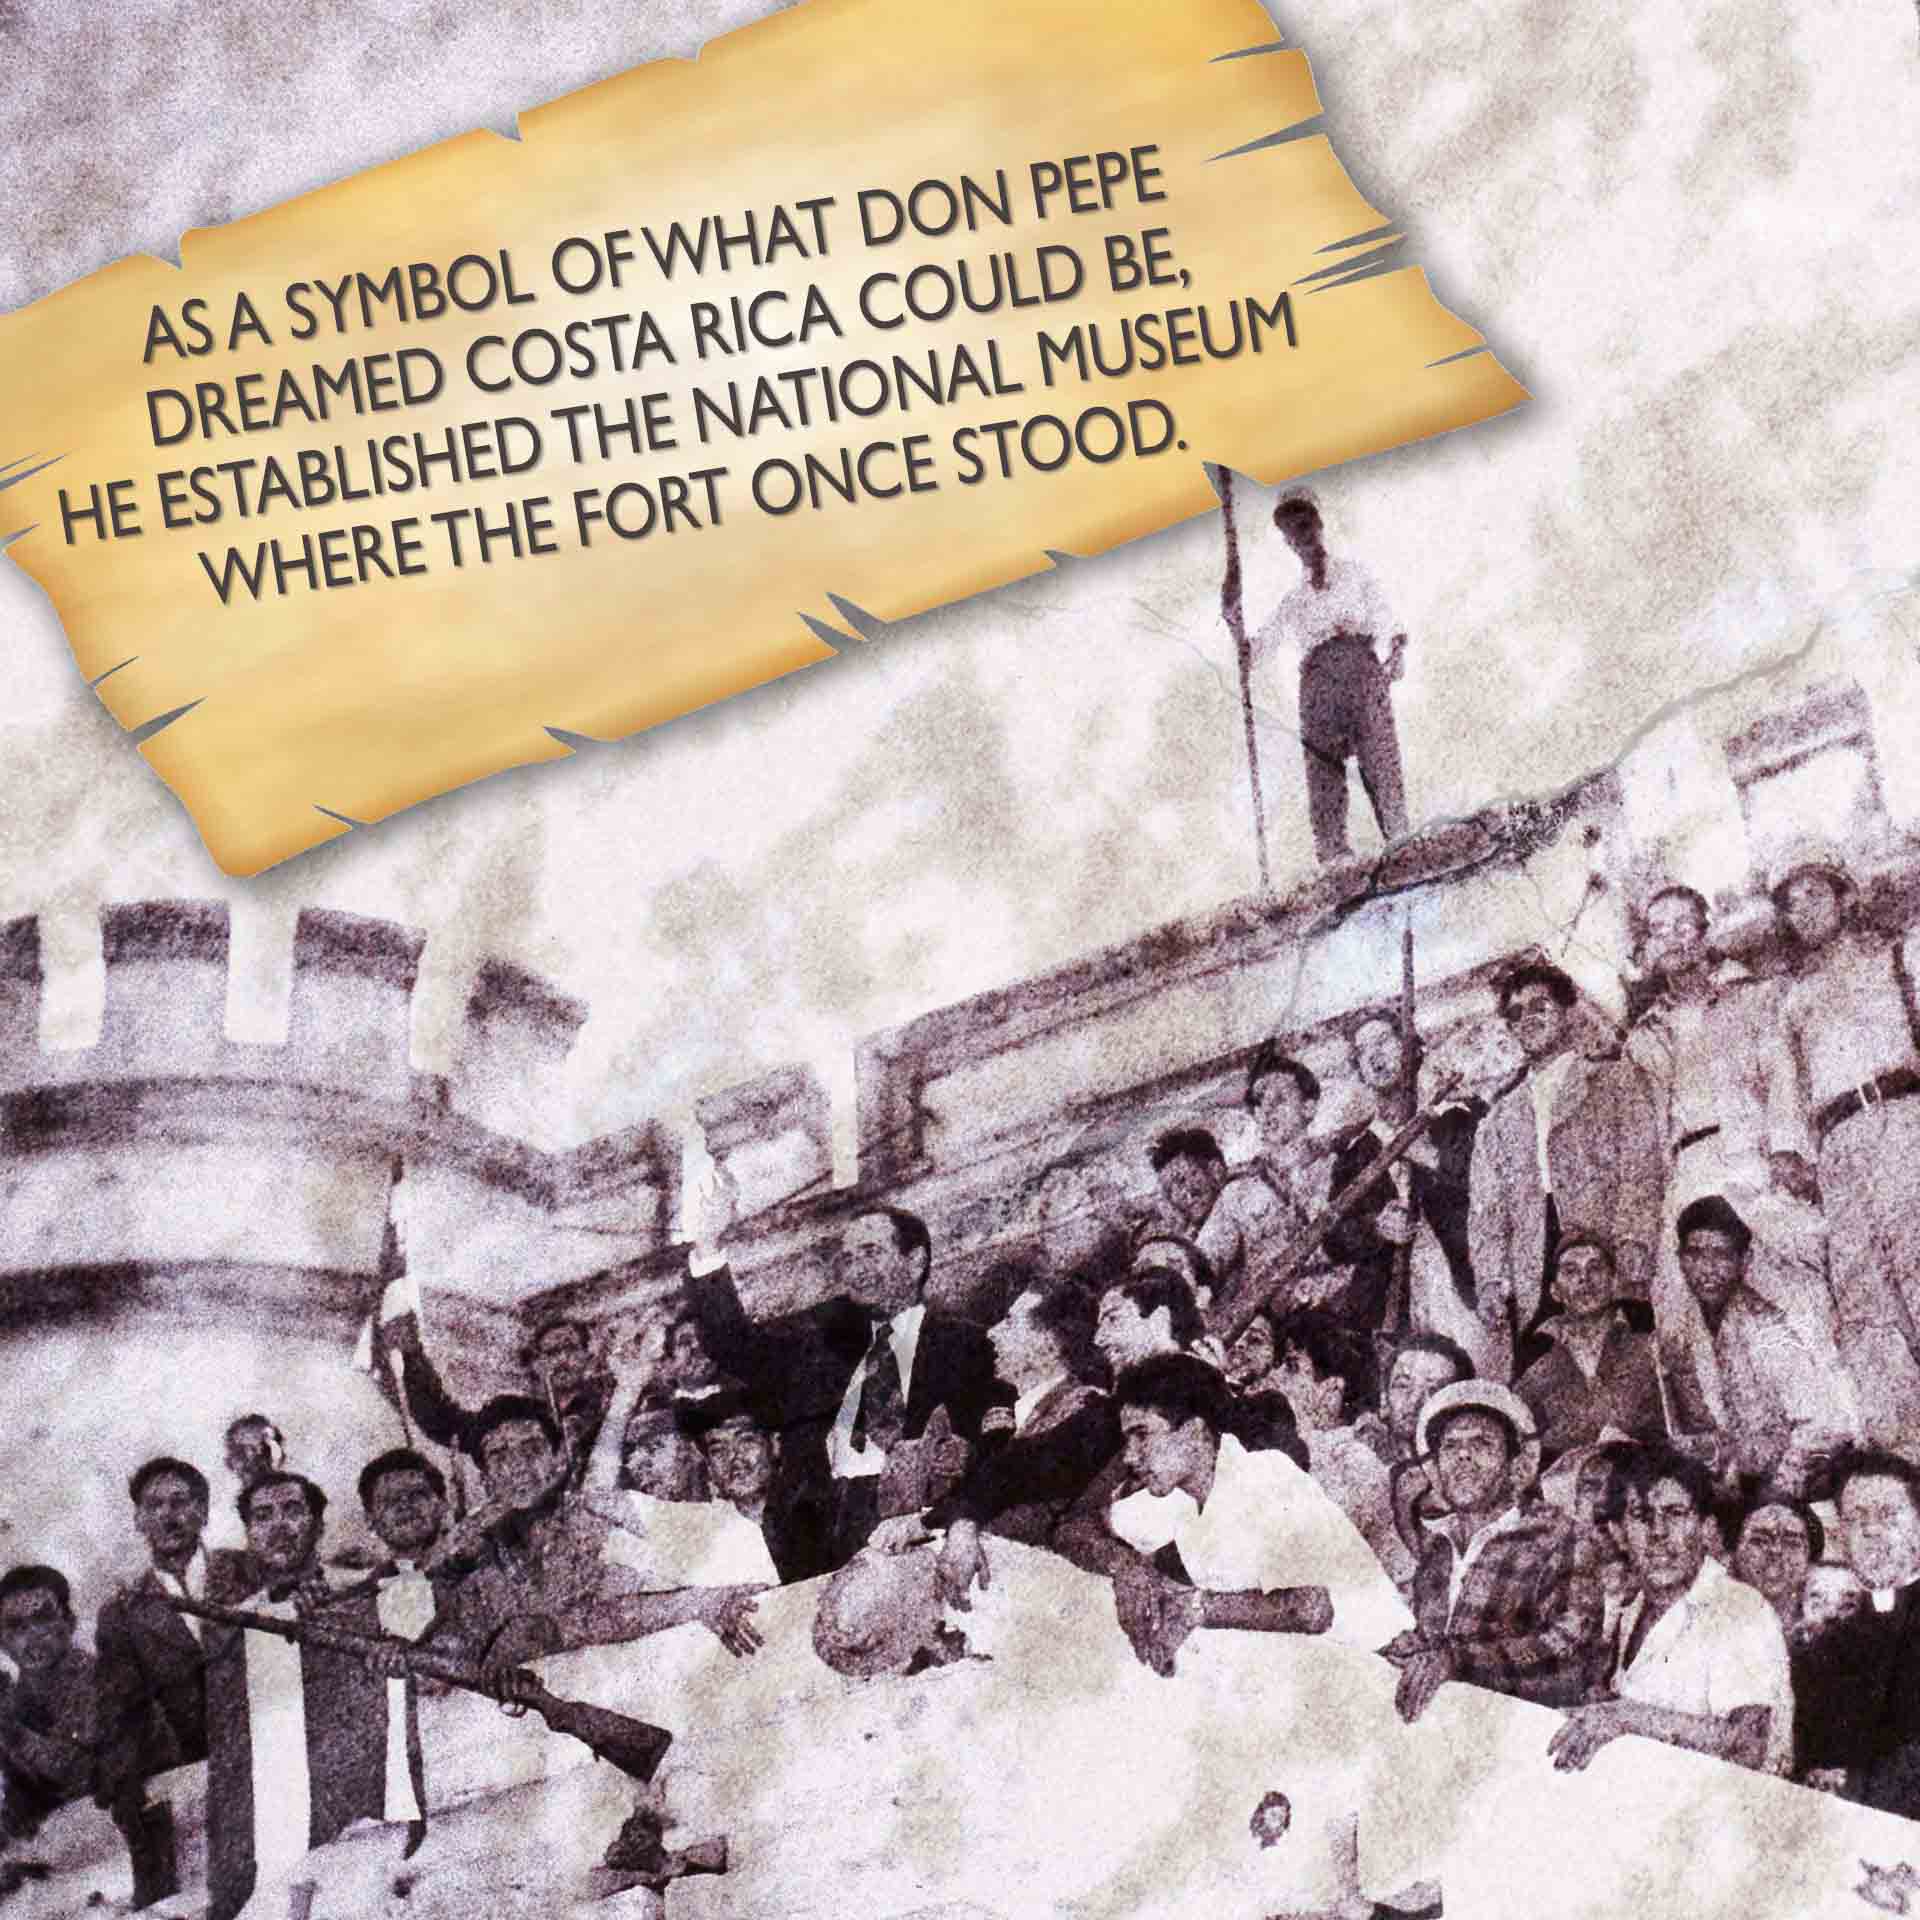 AS A SYMBOL OF WHAT DON PEPE
DREAMED COSTA RICA COULD BE,
HE ESTABLISHED THE NATIONAL MUSEUM
WHERE THE FORT ONCE STOOD.